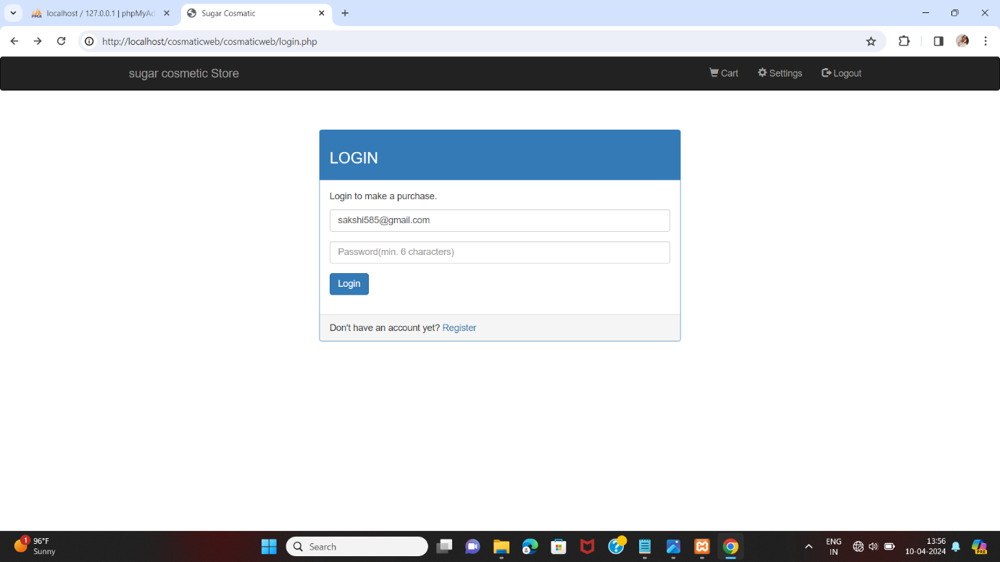 localhost / 127.0.0.1 | phpMyAd
Sugar Cosmatic
http://localhost/cosmaticweb/cosmaticweb/login.php
sugar cosmetic Store
Cart
Settings
Logout
LOGIN
Login to make a purchase.
sakshi585@gmail.com
Password(min. 6 characters)
Login
Don't have an account yet? Register
1
96°F
Sunny
Search
ENG
IN
13:56
10-04-2024
PRE